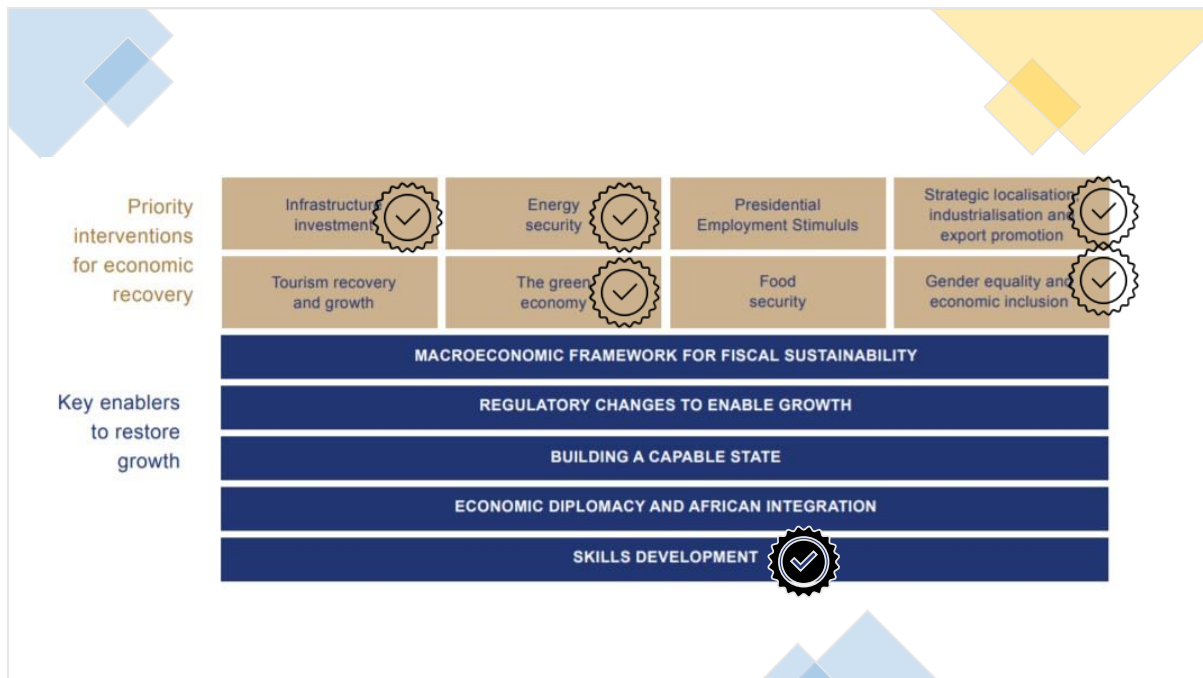 Priority
interventions
for economic
recovery
Infrastructure
investment
Energy
security
Presidential
Employment Stimululs
Strategic localisation,
industrialisation and
export promotion
Tourism recovery
and growth
The green
economy
Food
security
Gender equality and
economic inclusion
Key enablers
to restore
growth
MACROECONOMIC FRAMEWORK FOR FISCAL SUSTAINABILITY
REGULATORY CHANGES TO ENABLE GROWTH
BUILDING A CAPABLE STATE
ECONOMIC DIPLOMACY AND AFRICAN INTEGRATION
SKILLS DEVELOPMENT